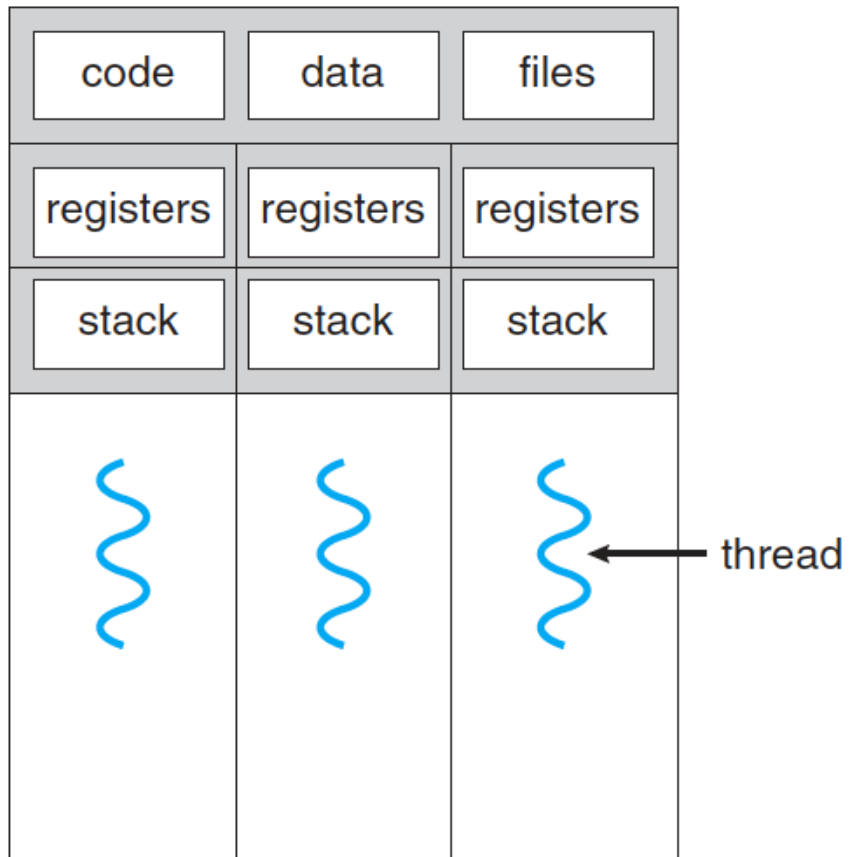 code data files
registers registers registers
stack stack stack
thread